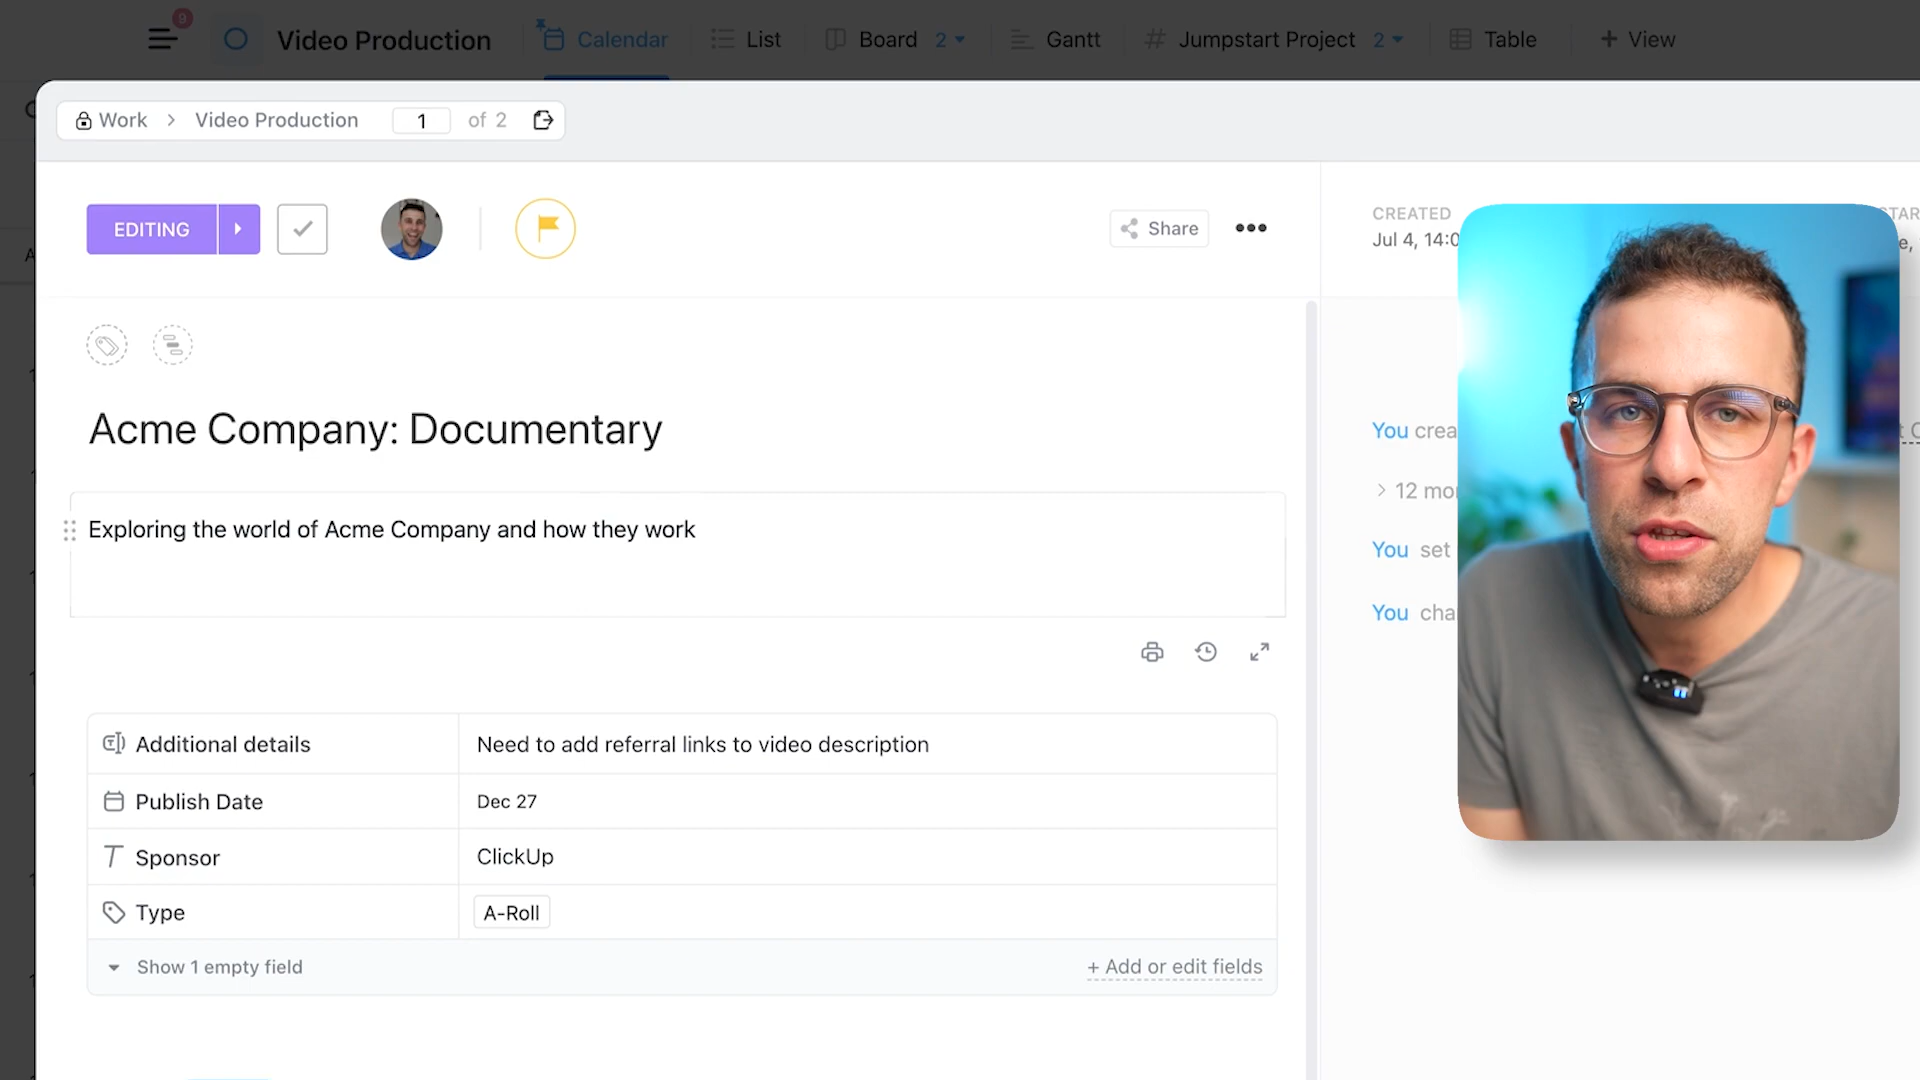 9
Video Production
Calendar
List
Board 2
Gantt
Jumpstart Project 2
Table
+ View
Work > Video Production 1 of 2
EDITING
Share
CREATED
Jul 4, 14:0
Acme Company: Documentary
Exploring the world of Acme Company and how they work
You crea
> 12 mo
You set
You cha
Additional details
Need to add referral links to video description
Publish Date
Dec 27
Sponsor
ClickUp
Type
A-Roll
Show 1 empty field
+ Add or edit fields